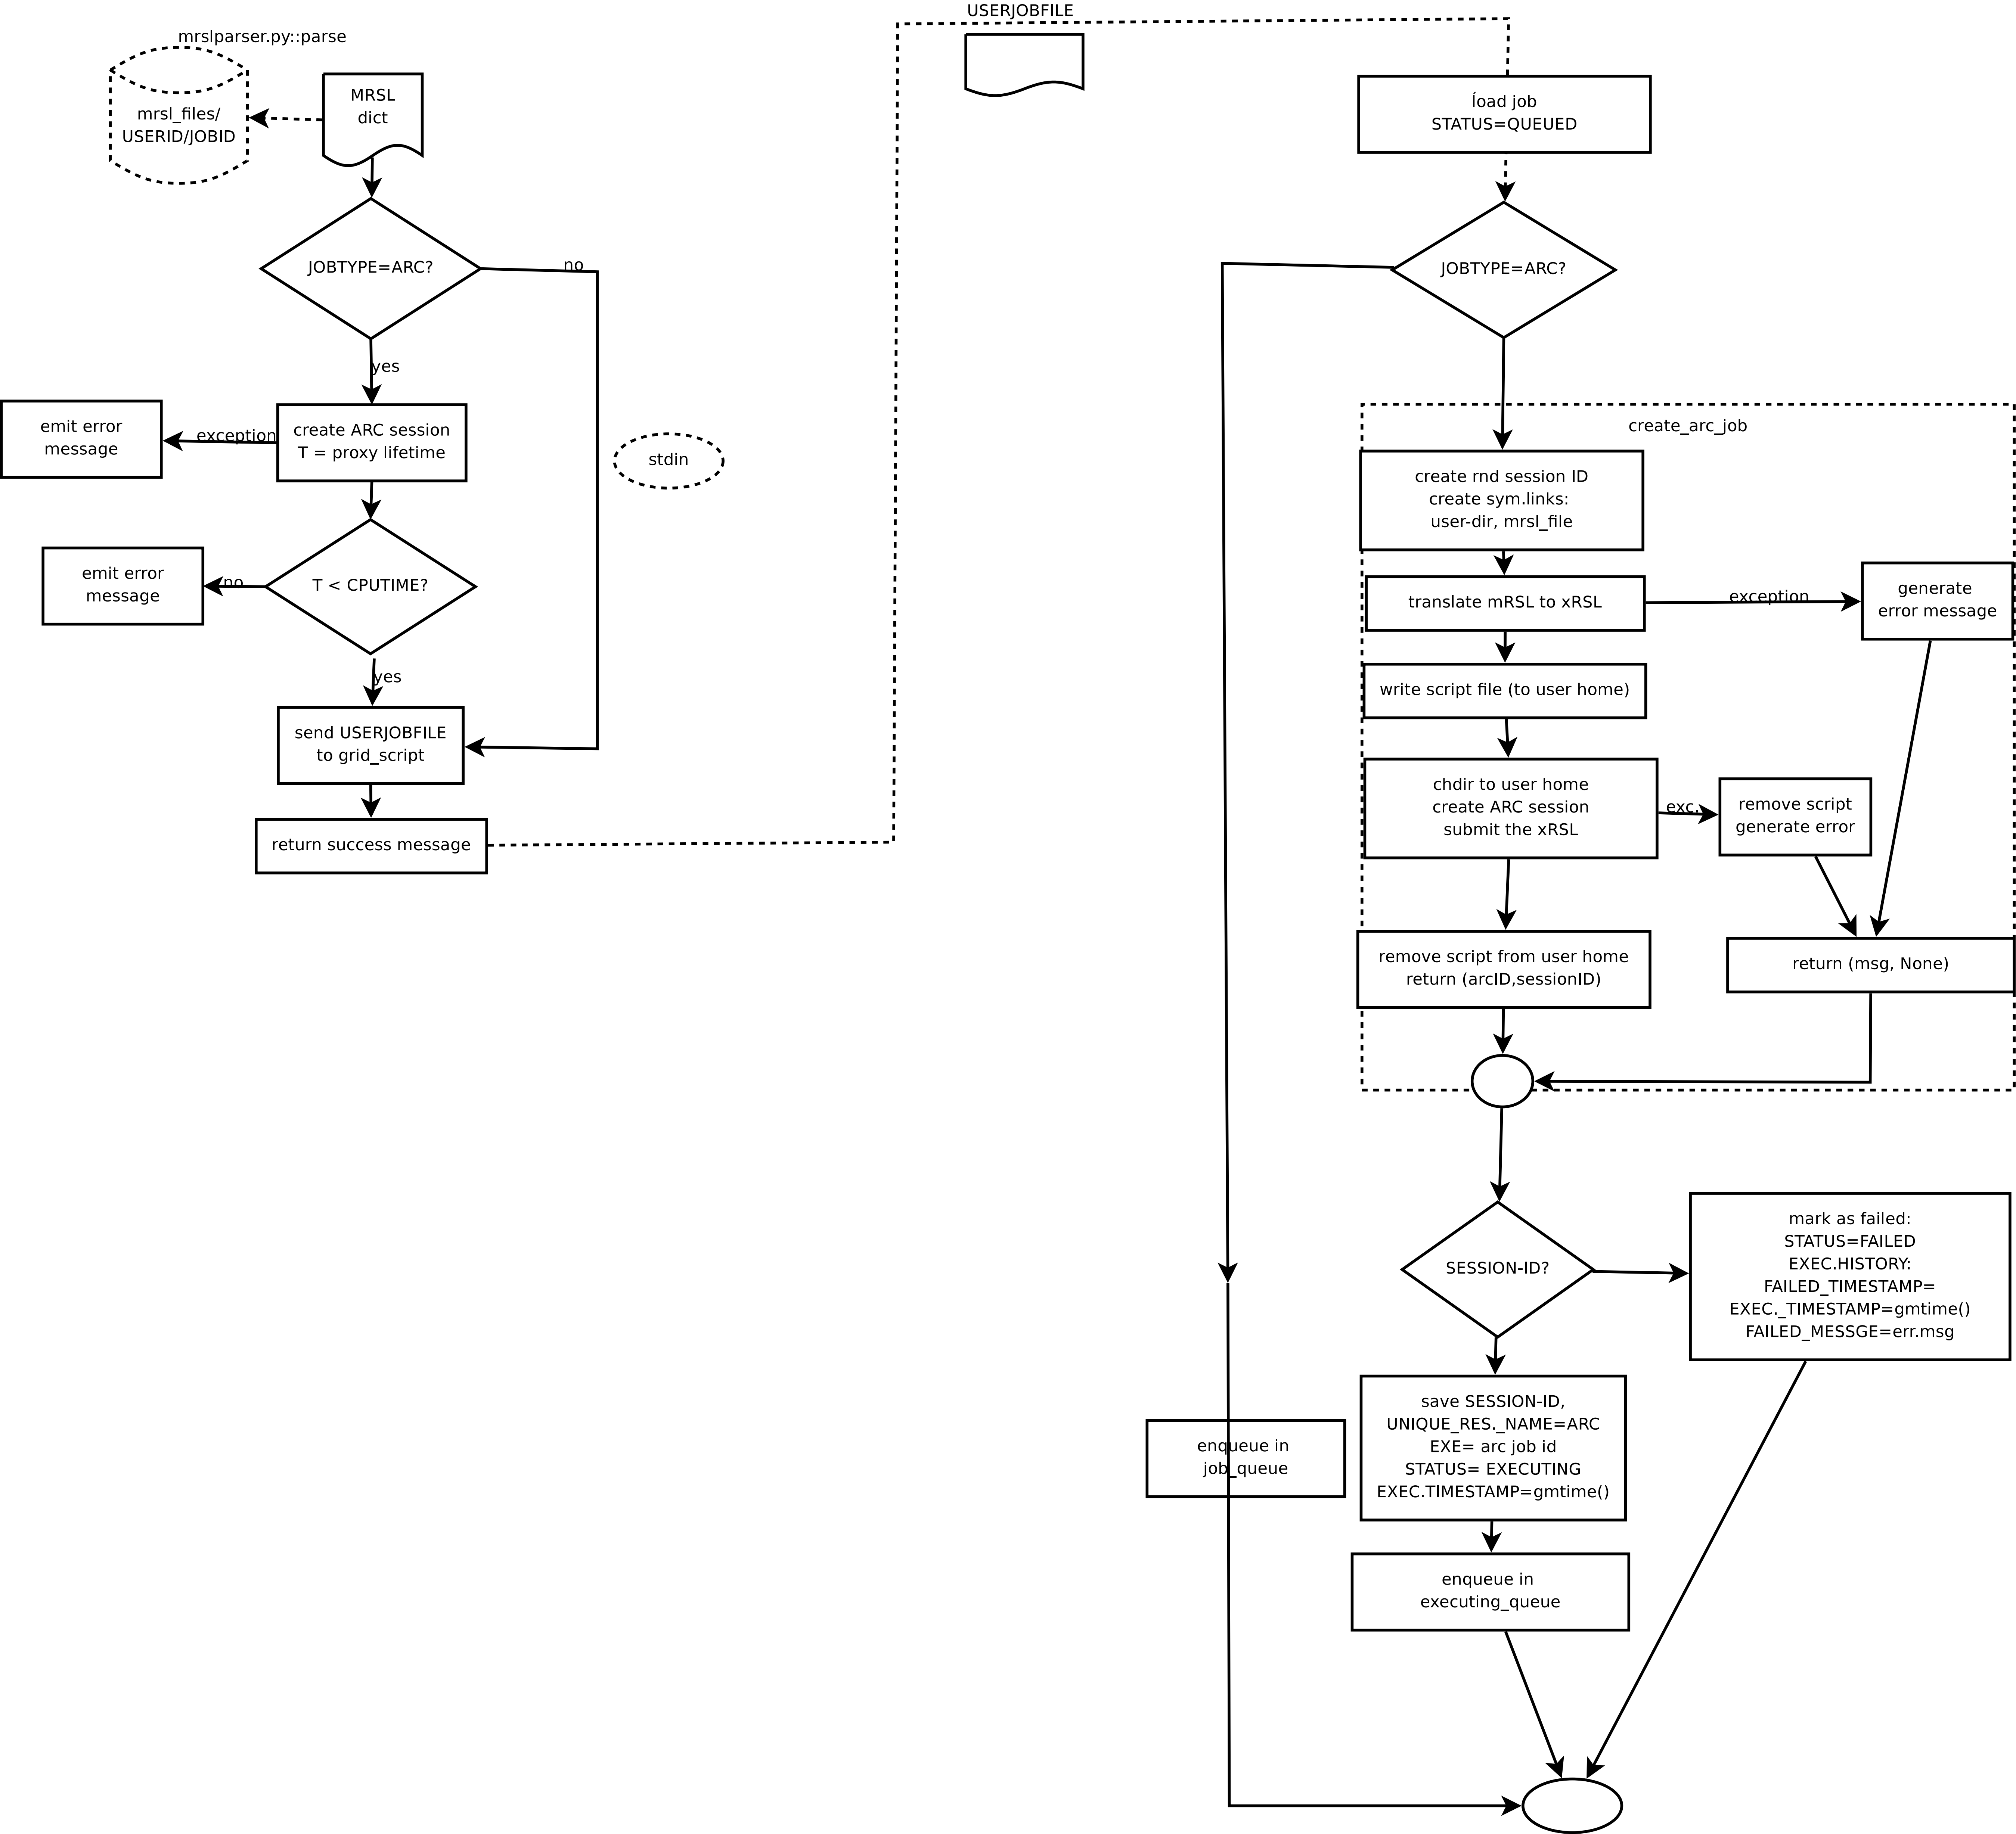 mrslparser.py::parse
mrsl_files/
USERID/JOBID
MRSL
dict
JOBTYPE=ARC?
no
yes
emit error
message
exception
create ARC session
T = proxy lifetime
stdin
emit error
message
no
T < CPUTIME?
yes
send USERJOBFILE
to grid_script
return success message
USERJOBFILE
ĺoad job
STATUS=QUEUED
JOBTYPE=ARC?
create_arc_job
create rnd session ID
create sym.links:
user-dir, mrsl_file
translate mRSL to xRSL
exception
generate
error message
write script file (to user home)
chdir to user home
create ARC session
submit the xRSL
exc.
remove script
generate error
remove script from user home
return (arcID,sessionID)
return (msg, None)
SESSION-ID?
mark as failed:
STATUS=FAILED
EXEC.HISTORY:
FAILED_TIMESTAMP=
EXEC._TIMESTAMP=gmtime()
FAILED_MESSGE=err.msg
save SESSION-ID,
UNIQUE_RES._NAME=ARC
EXE= arc job id
STATUS= EXECUTING
EXEC.TIMESTAMP=gmtime()
enqueue in
job_queue
enqueue in
executing_queue